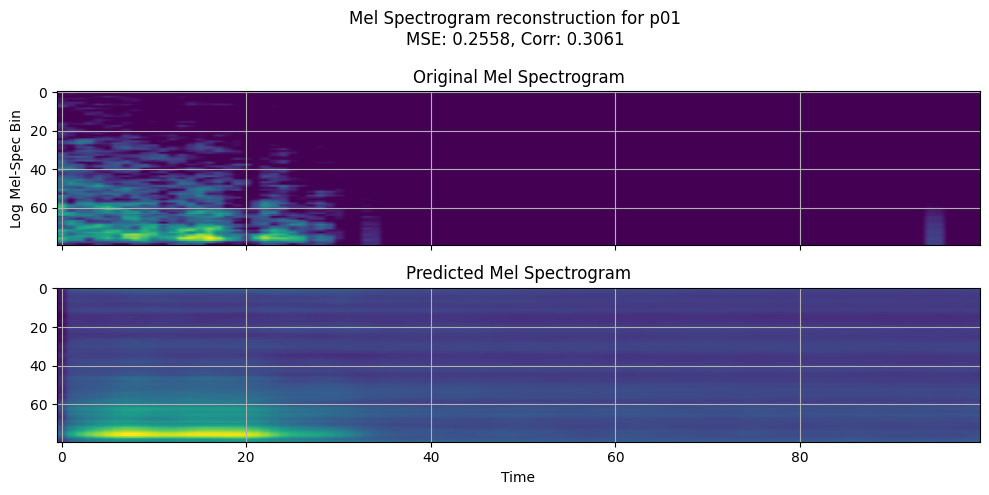 Mel Spectrogram reconstruction for p01
MSE: 0.2558, Corr: 0.3061
Original Mel Spectrogram
0
20
40
60
Log Mel-Spec Bin
Predicted Mel Spectrogram
0
20
40
60
0 20 40 60 80
Time